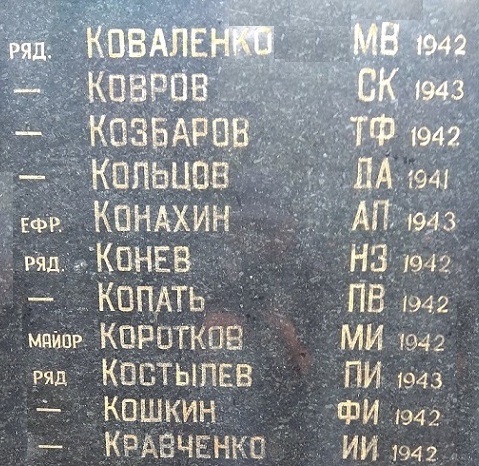 РЯД. КОВАЛЕНКО МВ 1942
— КОВРОВ СК 1943
— КОЗБАРОВ ТФ 1942
— КОЛЬЦОВ ДА 1941
ЕФР. КОНАХИН АП 1943
РЯД. КОНЕВ НЗ 1942
— КОПАТЬ ПВ 1942
МАЙОР КОРОТКОВ МИ 1942
РЯД КОСТЫЛЕВ ПИ 1943
— КОШКИН ФИ 1942
— КРАВЧЕНКО ИИ 1942